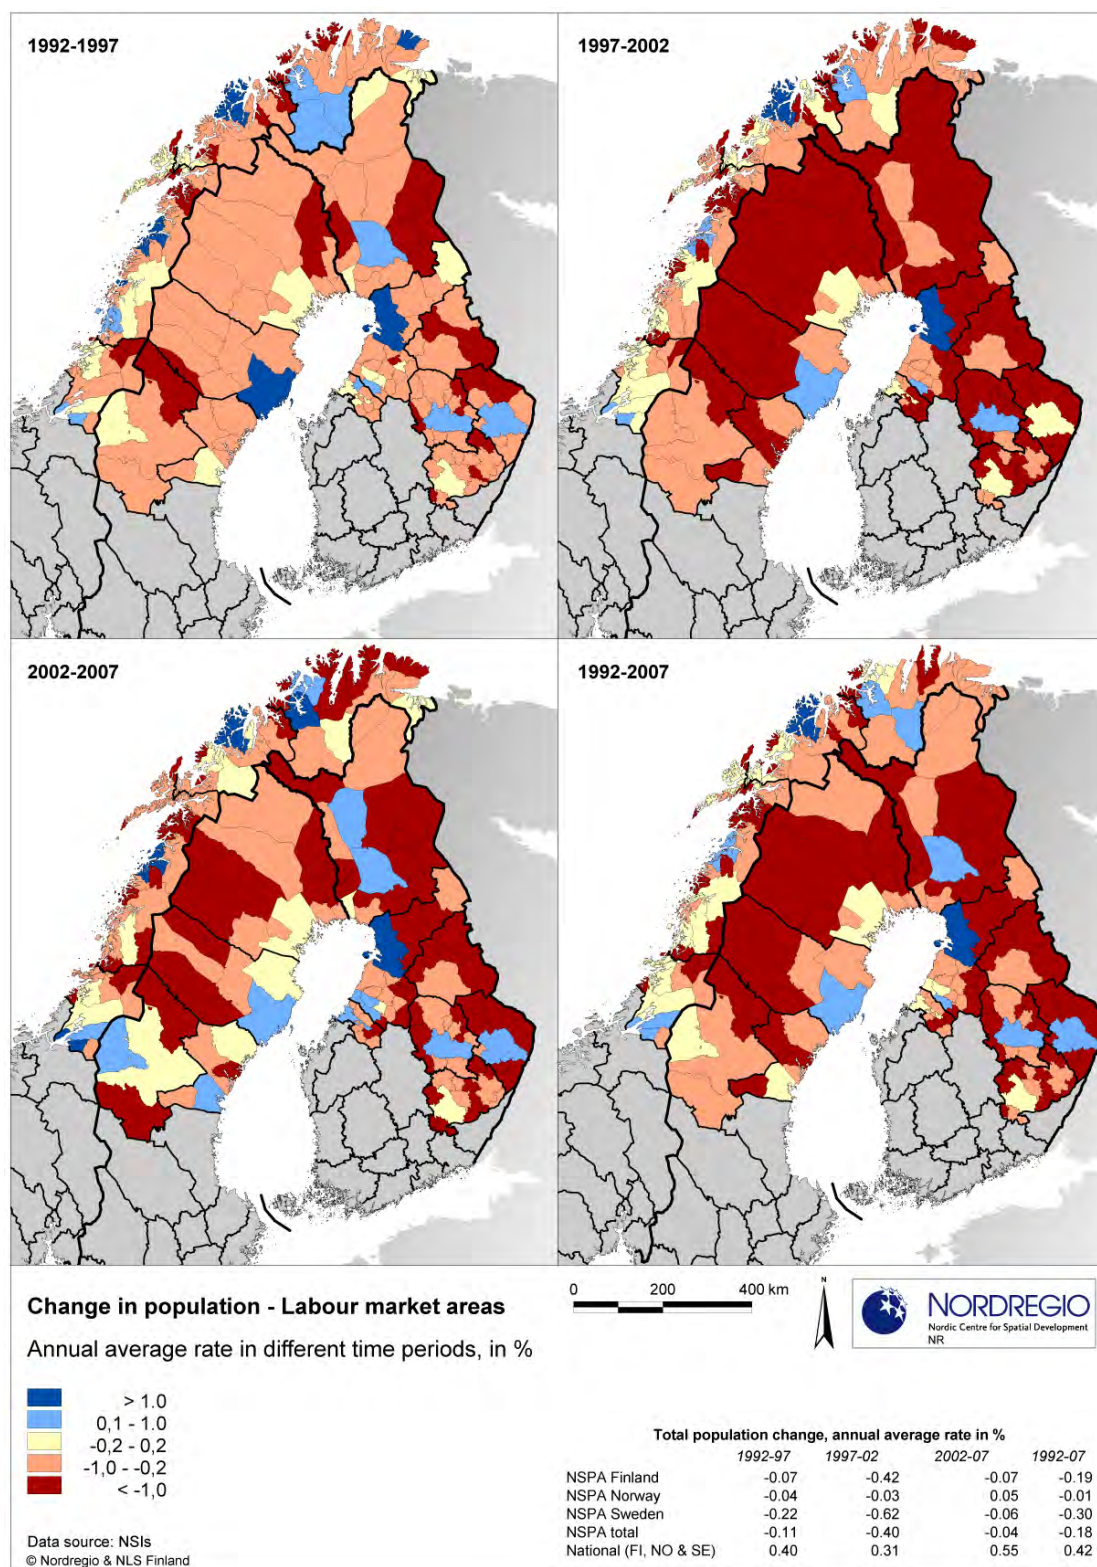 1992-1997
1997-2002
2002-2007
1992-2007
Change in population - Labour market areas
Annual average rate in different time periods, in %
> 1.0
0,1 - 1.0
-0,2 - 0,2
-1,0 - -0,2
< -1,0
Data source: NSIs
© Nordregio & NLS Finland
0 200 400 km
N
NORDREGIO
Nordic Centre for Spatial Development
NR
Total population change, annual average rate in %
1992-97 1997-02 2002-07 1992-07
NSPA Finland -0.07 -0.42 -0.07 -0.19
NSPA Norway -0.04 -0.03 0.05 -0.01
NSPA Sweden -0.22 -0.62 -0.06 -0.30
NSPA total -0.11 -0.40 -0.04 -0.18
National (FI, NO & SE) 0.40 0.31 0.55 0.42